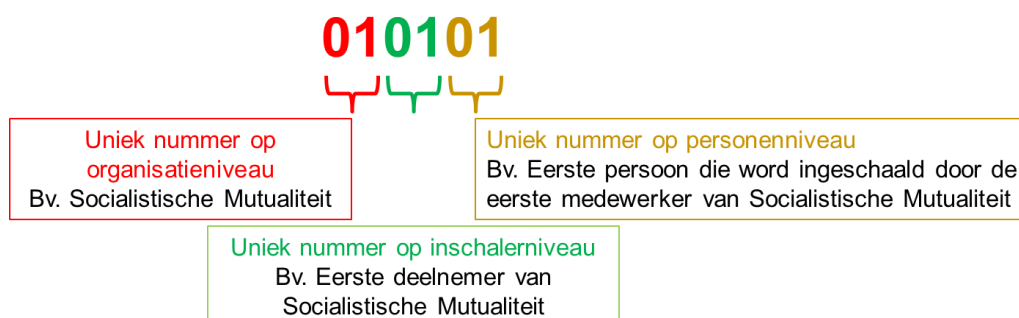 010101
Uniek nummer op
organisatieniveau
Bv. Socialistische Mutualiteit
Uniek nummer op personenniveau
Bv. Eerste persoon die word ingeschaald door de
eerste medewerker van Socialistische Mutualiteit
Uniek nummer op inschalerniveau
Bv. Eerste deelnemer van
Socialistische Mutualiteit